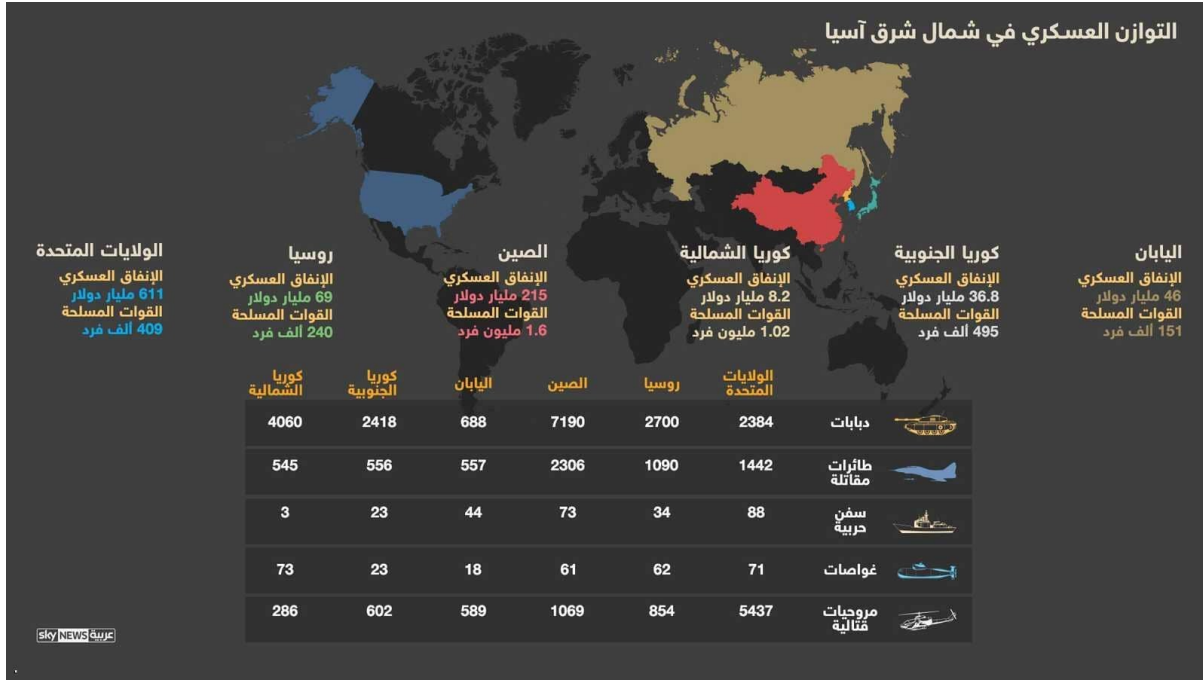 التوازن العسكري في شمال شرق آسيا
اليابان
الإنفاق العسكري
46 مليار دولار
القوات المسلحة
151 ألف فرد
كوريا الجنوبية
الإنفاق العسكري
36.8 مليار دولار
القوات المسلحة
495 ألف فرد
كوريا الشمالية
الإنفاق العسكري
8.2 مليار دولار
القوات المسلحة
1.02 مليون فرد
الصين
الإنفاق العسكري
215 مليار دولار
القوات المسلحة
1.6 مليون فرد
روسيا
الإنفاق العسكري
69 مليار دولار
القوات المسلحة
240 ألف فرد
الولايات المتحدة
الإنفاق العسكري
611 مليار دولار
القوات المسلحة
409 ألف فرد
الولايات المتحدة روسيا الصين اليابان كوريا الجنوبية كوريا الشمالية
دبابات 2384 2700 7190 688 2418 4060
طائرات مقاتلة 1442 1090 2306 557 556 545
سفن حربية 88 34 73 44 23 3
غواصات 71 62 61 18 23 73
مروحيات قتالية 5437 854 1069 589 602 286
sky NEWS عربية